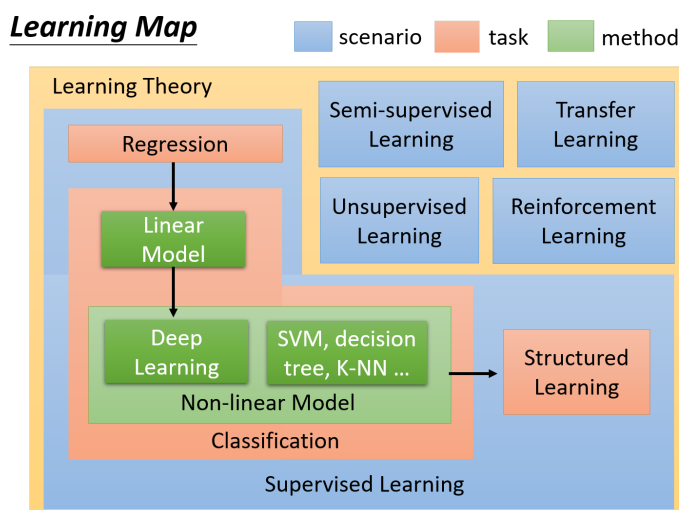 Learning Map
scenario
task
method
Learning Theory
Semi-supervised
Learning
Transfer
Learning
Regression
Unsupervised
Learning
Reinforcement
Learning
Linear
Model
Deep
Learning
SVM, decision
tree, K-NN ...
Structured
Learning
Non-linear Model
Classification
Supervised Learning